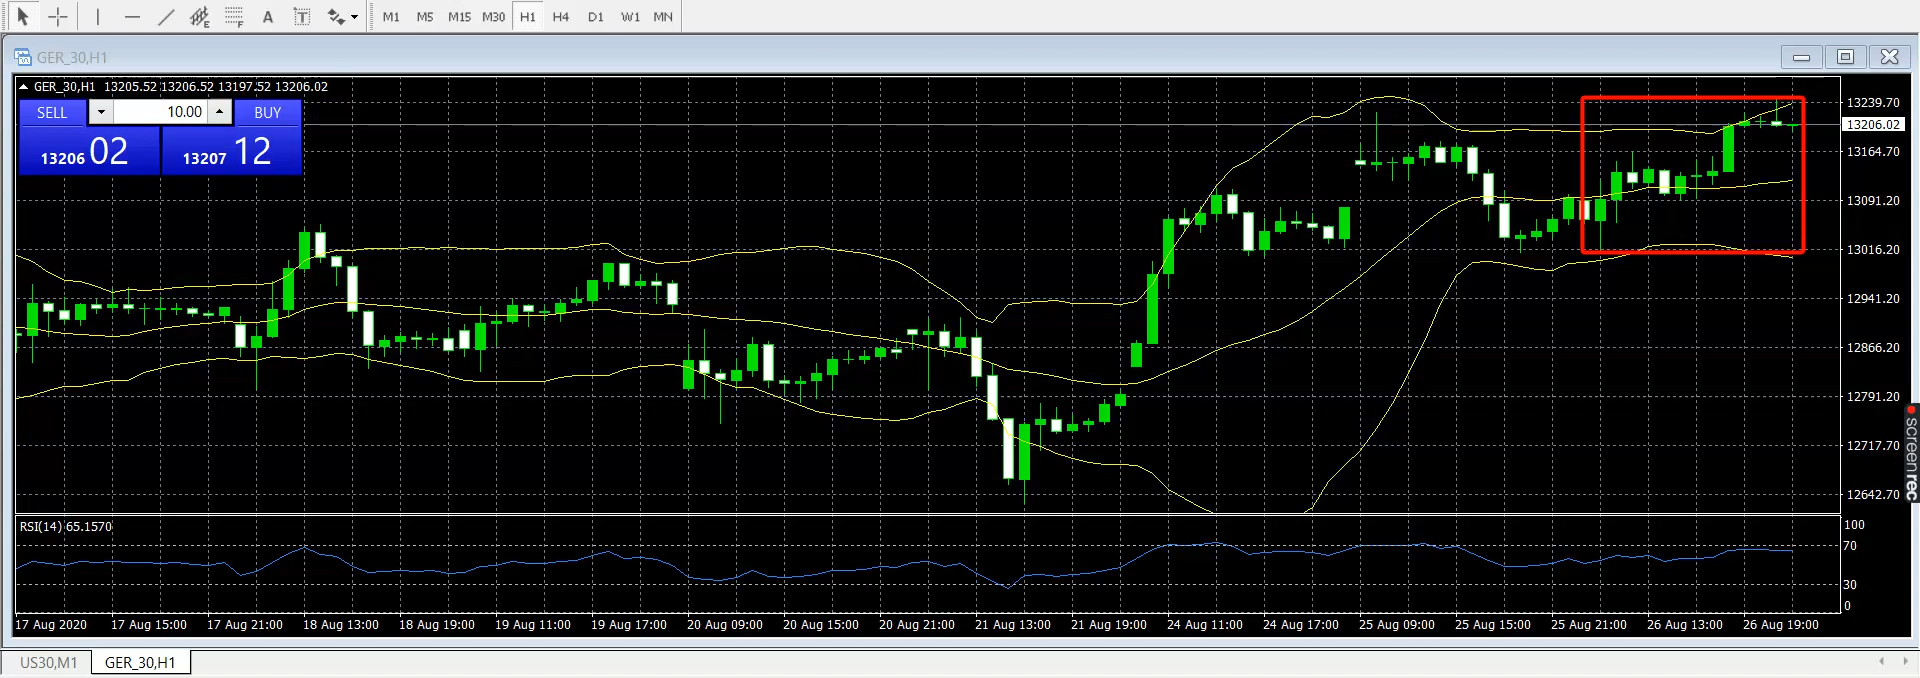 E F A T M1 M5 M15 M30 H1 H4 D1 W1 MN
GER_30,H1
GER_30,H1 13205.52 13206.52 13197.52 13206.02
SELL 10.00 BUY
13206 02 13207 12
13239.70
13206.02
13164.70
13091.20
13016.20
12941.20
12866.20
12791.20
12717.70
12642.70
screenrec
RSI(14) 65.1570
100
70
30
0
17 Aug 2020 17 Aug 15:00 17 Aug 21:00 18 Aug 13:00 18 Aug 19:00 19 Aug 11:00 19 Aug 17:00 20 Aug 09:00 20 Aug 15:00 20 Aug 21:00 21 Aug 13:00 21 Aug 19:00 24 Aug 11:00 24 Aug 17:00 25 Aug 09:00 25 Aug 15:00 25 Aug 21:00 26 Aug 13:00 26 Aug 19:00
US30,M1 GER_30,H1